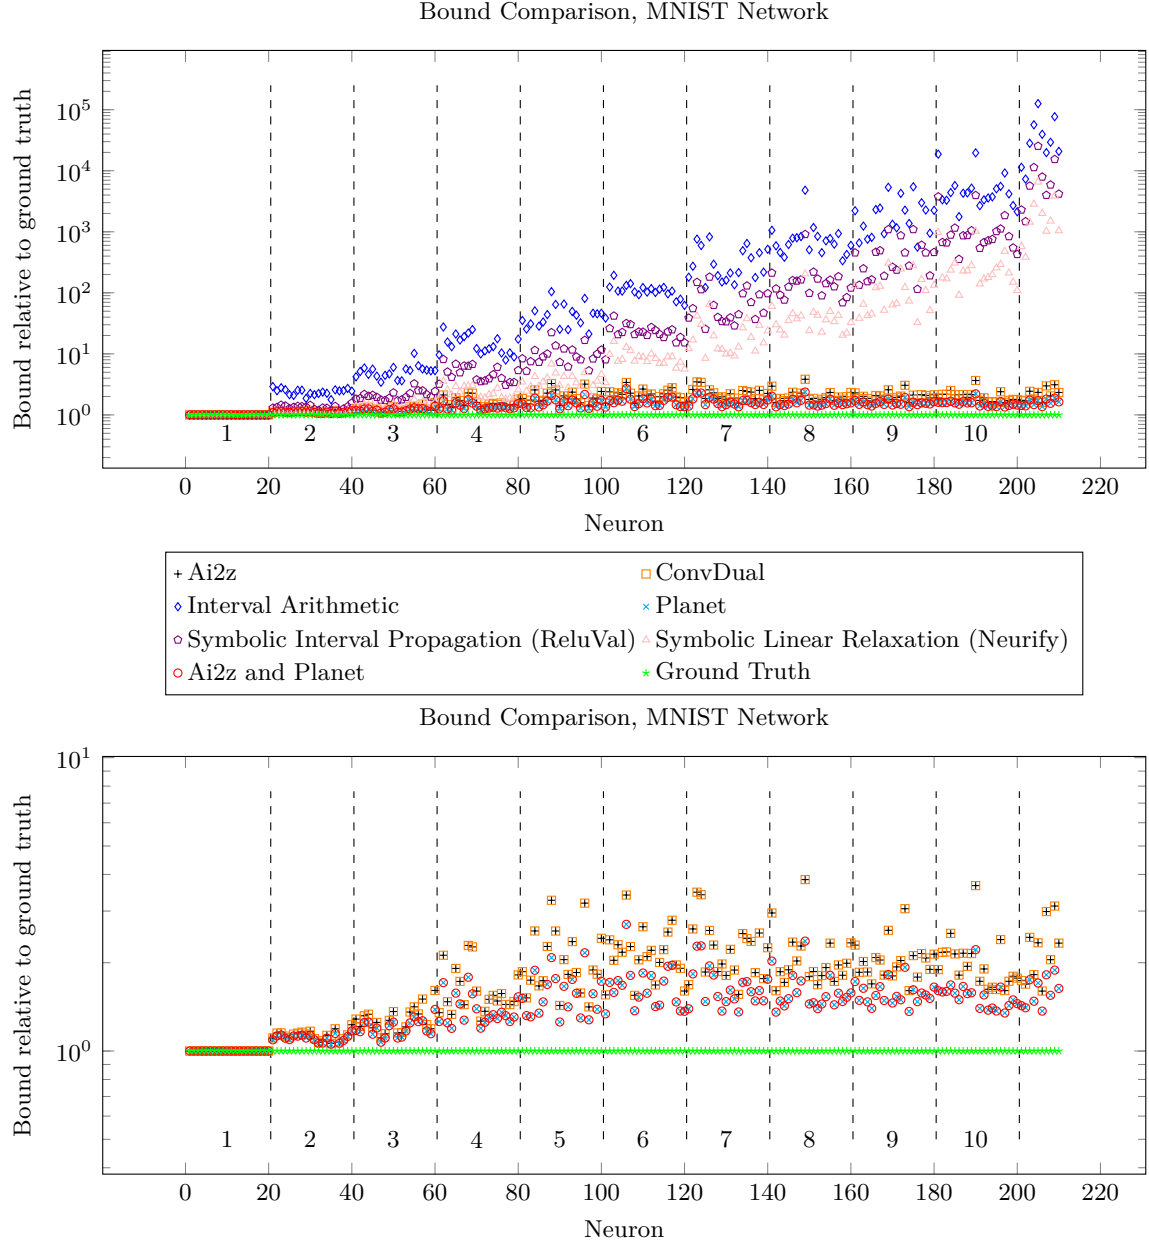 Bound Comparison, MNIST Network
Bound relative to ground truth
10^5
10^4
10^3
10^2
10^1
10^0
1 2 3 4 5 6 7 8 9 10
0 20 40 60 80 100 120 140 160 180 200 220
Neuron
Ai2z ConvDual
Interval Arithmetic Planet
Symbolic Interval Propagation (ReluVal) Symbolic Linear Relaxation (Neurify)
Ai2z and Planet Ground Truth
Bound Comparison, MNIST Network
Bound relative to ground truth
10^1
10^0
1 2 3 4 5 6 7 8 9 10
0 20 40 60 80 100 120 140 160 180 200 220
Neuron